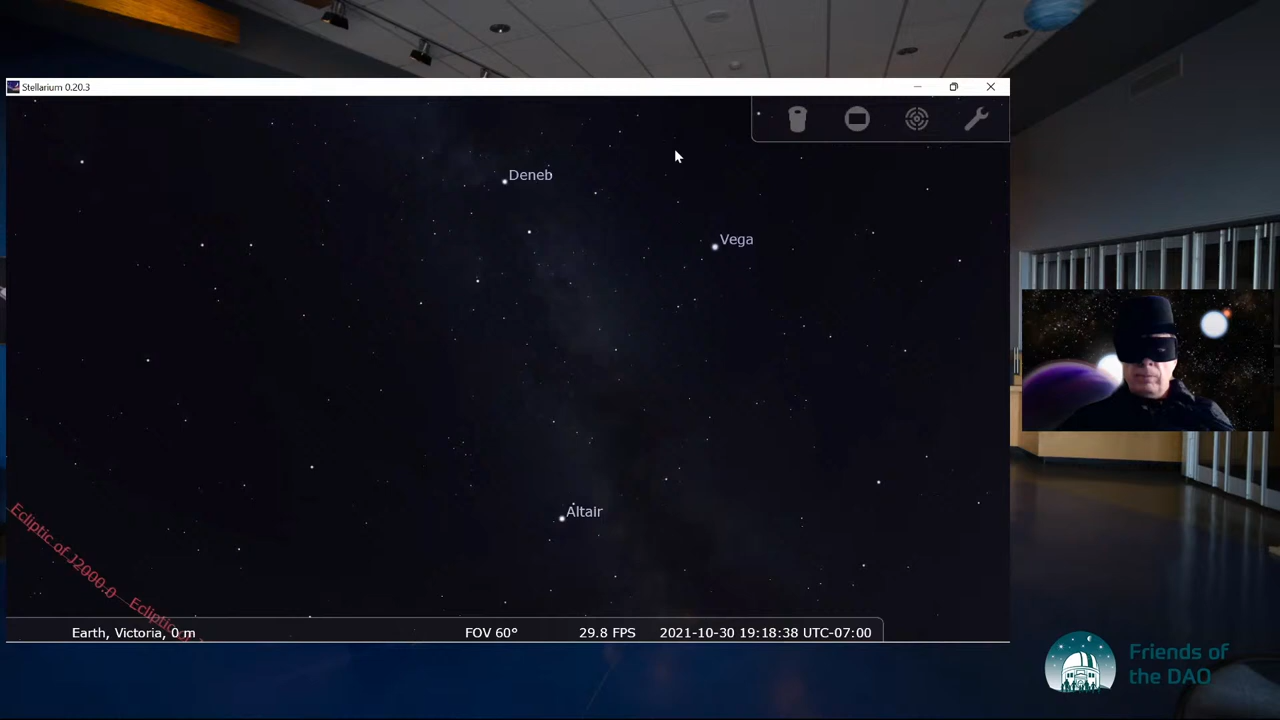 Stellarium 0.20.3
Deneb
Vega
Altair
Ecliptic of J2000.0
Ecliptic of J
Earth, Victoria, 0 m
FOV 60°
29.8 FPS
2021-10-30 19:18:38 UTC-07:00
Friends of
the DAO